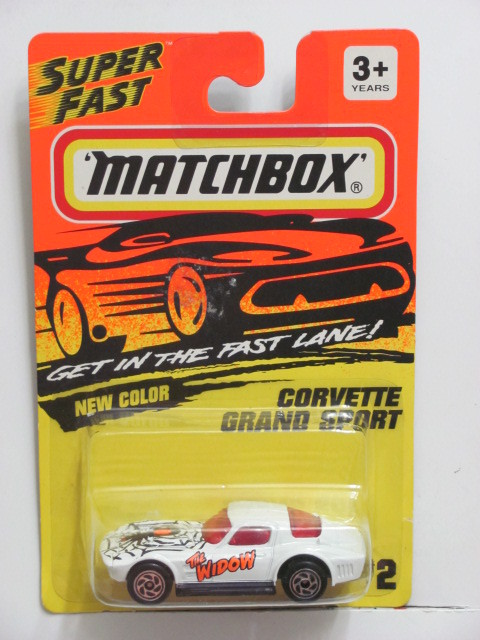 SUPER
FAST
3+
YEARS
'MATCHBOX'®
GET IN THE FAST LANE!
NEW COLOR
CORVETTE
GRAND SPORT
THE
WIDOW
2